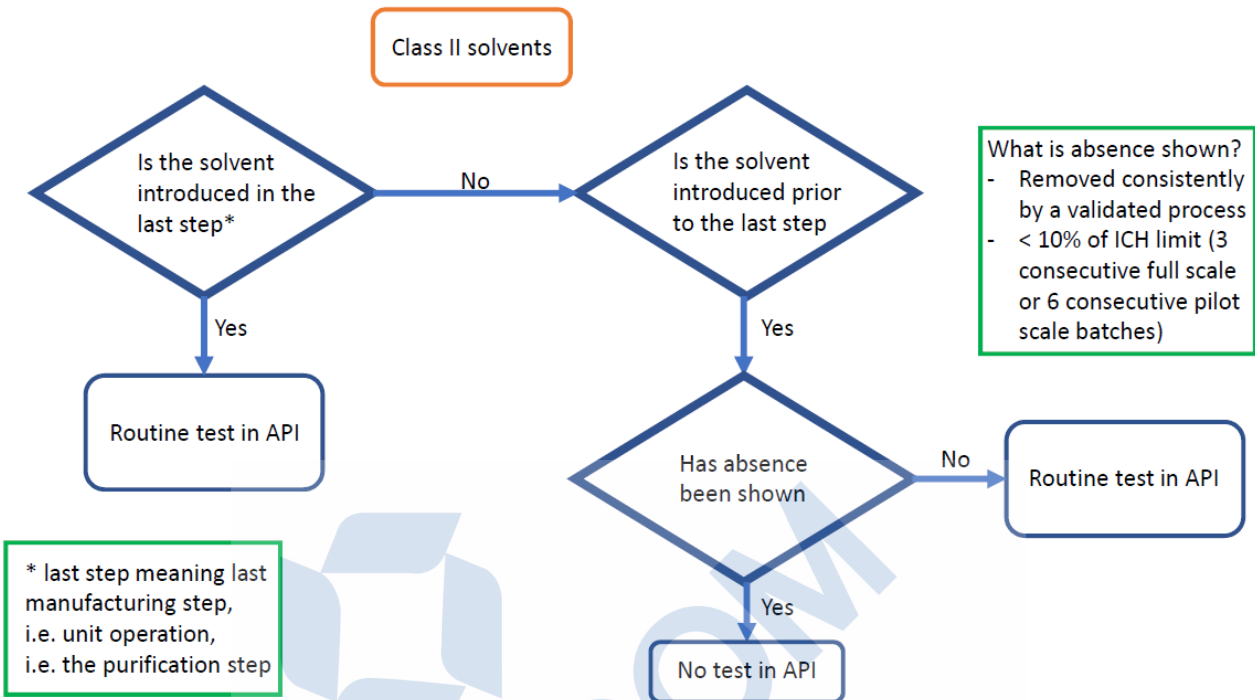 Class II solvents
Is the solvent
introduced in the
last step*
No
Is the solvent
introduced prior
to the last step
What is absence shown?
- Removed consistently
by a validated process
- < 10% of ICH limit (3
consecutive full scale
or 6 consecutive pilot
scale batches)
Yes
Yes
Routine test in API
Has absence
been shown
No
Routine test in API
* last step meaning last
manufacturing step,
i.e. unit operation,
i.e. the purification step
Yes
No test in API
OM